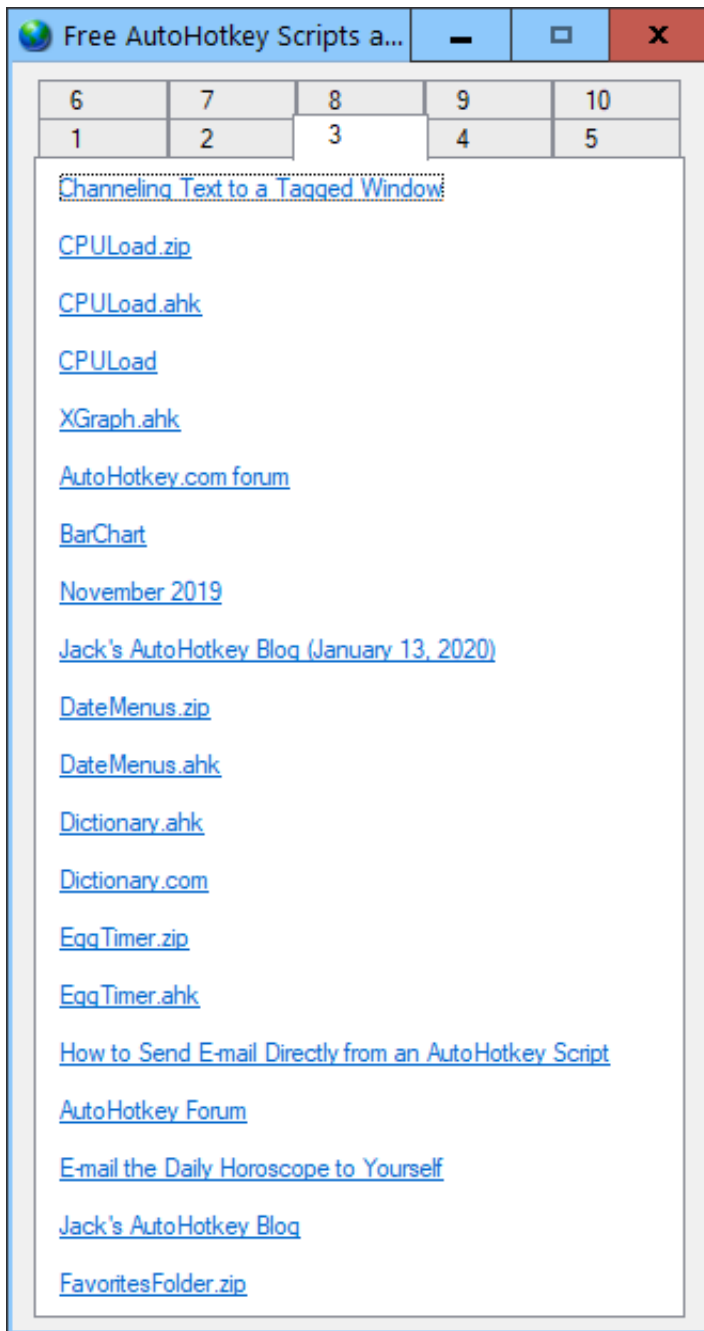 Free AutoHotkey Scripts a...
6 7 8 9 10
1 2 3 4 5
Channeling Text to a Tagged Window
CPULoad.zip
CPULoad.ahk
CPULoad
XGraph.ahk
AutoHotkey.com forum
BarChart
November 2019
Jack's AutoHotkey Blog (January 13, 2020)
DateMenus.zip
DateMenus.ahk
Dictionary.ahk
Dictionary.com
EggTimer.zip
EggTimer.ahk
How to Send E-mail Directly from an AutoHotkey Script
AutoHotkey Forum
E-mail the Daily Horoscope to Yourself
Jack's AutoHotkey Blog
FavoritesFolder.zip